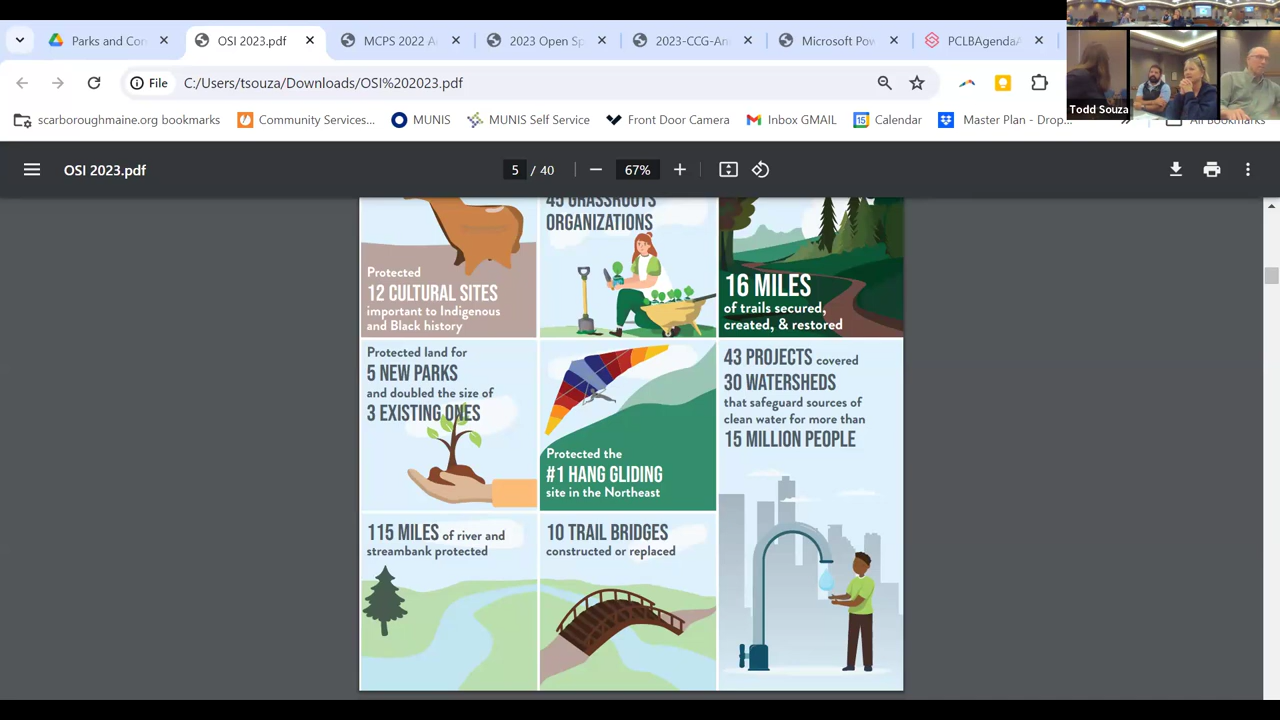 Parks and Con
OSI 2023.pdf
MCPS 2022 A
2023 Open Sp
2023-CCG-An
Microsoft Pow
PCLBAgendaA
File
C:/Users/tsouza/Downloads/OSI%202023.pdf
scarboroughmaine.org bookmarks
Community Services...
MUNIS
MUNIS Self Service
Front Door Camera
Inbox GMAIL
Calendar
Master Plan - Drop...
All Bookmarks
Todd Souza
OSI 2023.pdf
5 / 40
67%
45 GRASSROOTS
ORGANIZATIONS
Protected
12 CULTURAL SITES
important to Indigenous
and Black history
16 MILES
of trails secured,
created, & restored
Protected land for
5 NEW PARKS
and doubled the size of
3 EXISTING ONES
Protected the
#1 HANG GLIDING
site in the Northeast
43 PROJECTS covered
30 WATERSHEDS
that safeguard sources of
clean water for more than
15 MILLION PEOPLE
115 MILES of river and
streambank protected
10 TRAIL BRIDGES
constructed or replaced